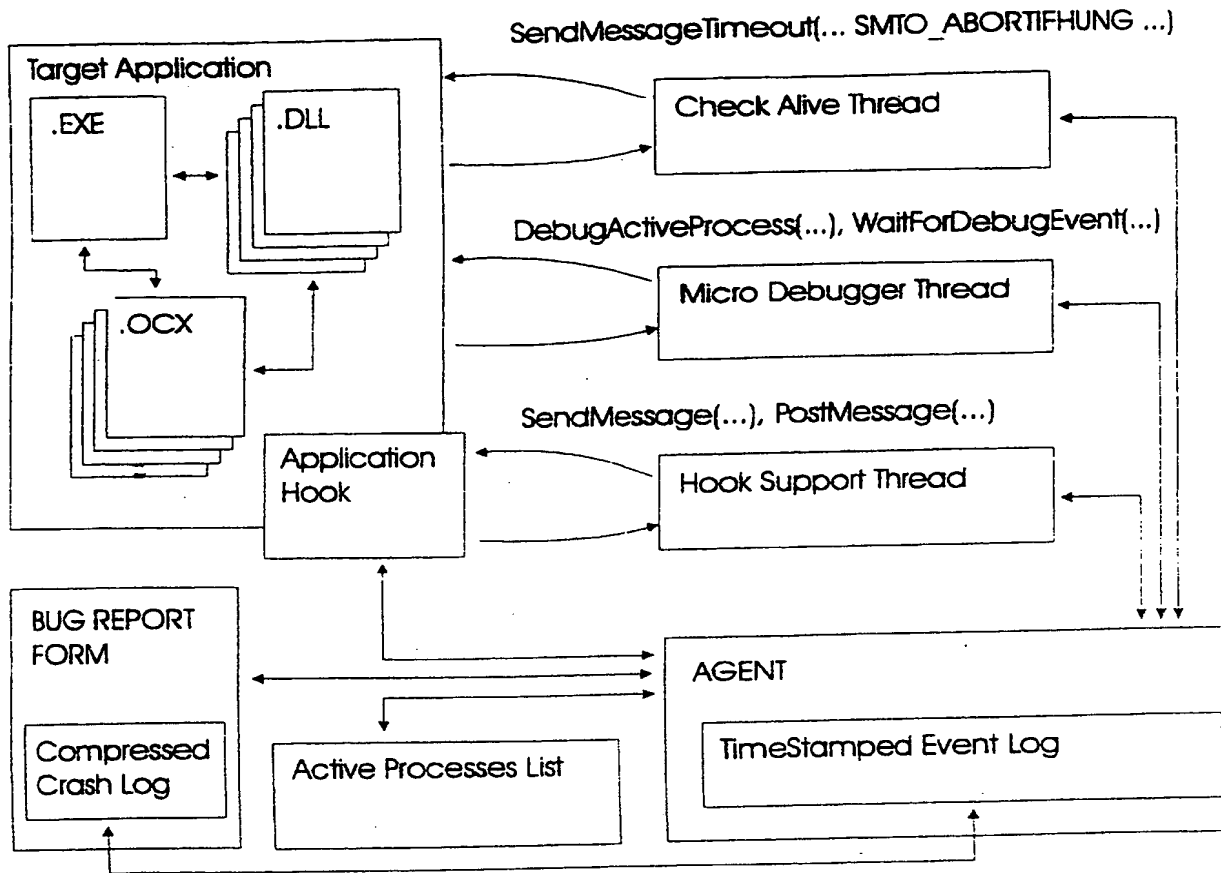 SendMessageTimeout(... SMTO_ABORTIFHUNG ...)
Target Application
.EXE
.DLL
Check Alive Thread
DebugActiveProcess(...), WaitForDebugEvent(...)
Micro Debugger Thread
.OCX
SendMessage(...), PostMessage(...)
Application
Hook
Hook Support Thread
BUG REPORT
FORM
AGENT
Compressed
Crash Log
Active Processes List
TimeStamped Event Log